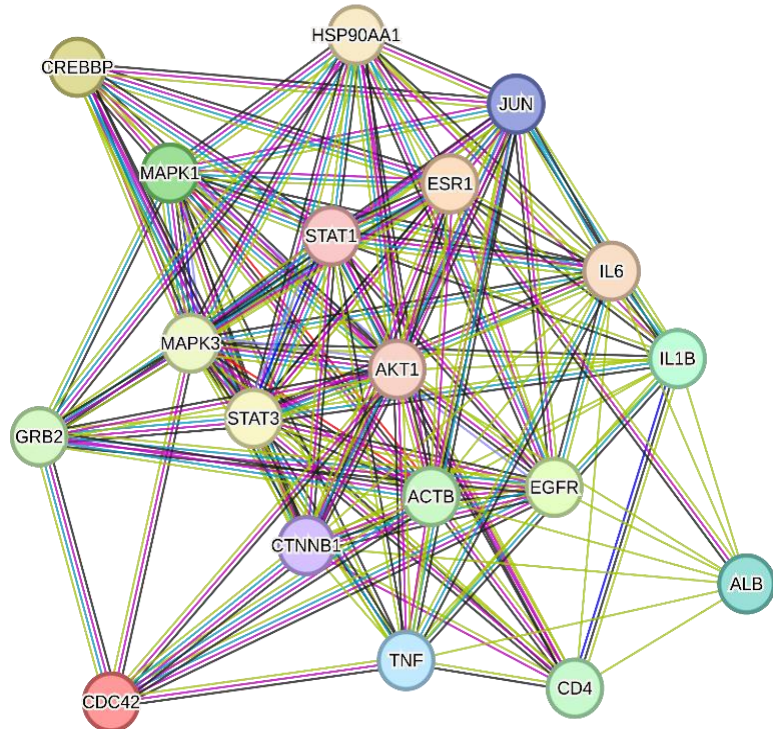 HSP90AA1
CREBBP
JUN
MAPK1
ESR1
STAT1
IL6
MAPK3
IL1B
AKT1
STAT3
GRB2
EGFR
ACTB
CTNNB1
ALB
TNF
CD4
CDC42